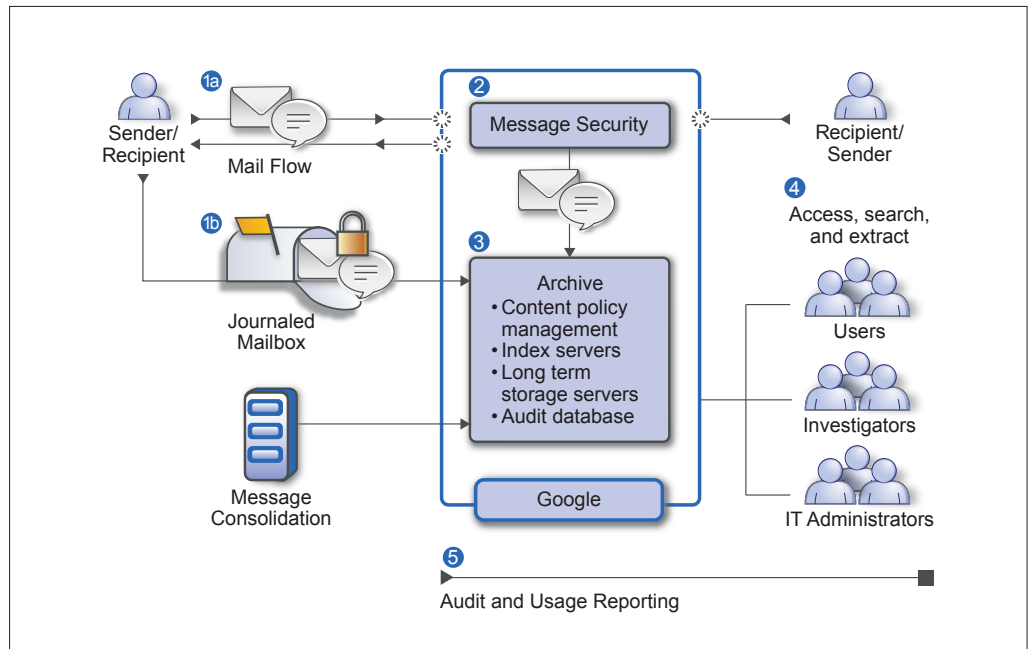 1a
Sender/
Recipient
Mail Flow
1b
Journaled
Mailbox
Message
Consolidation
2
Message Security
3
Archive
• Content policy
management
• Index servers
• Long term
storage servers
• Audit database
Google
Recipient/
Sender
4
Access, search,
and extract
Users
Investigators
IT Administrators
5
Audit and Usage Reporting